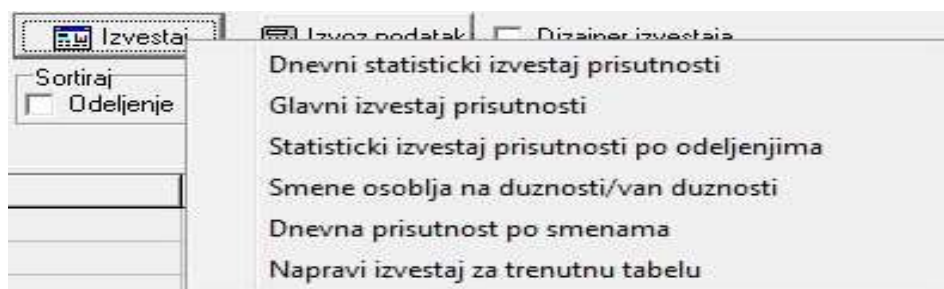 Izvestaj Izvoz podatak Dizajner izvestaja
Sortiraj
Odeljenje
Dnevni statisticki izvestaj prisutnosti
Glavni izvestaj prisutnosti
Statisticki izvestaj prisutnosti po odeljenjima
Smene osoblja na duznosti/van duznosti
Dnevna prisutnost po smenama
Napravi izvestaj za trenutnu tabelu